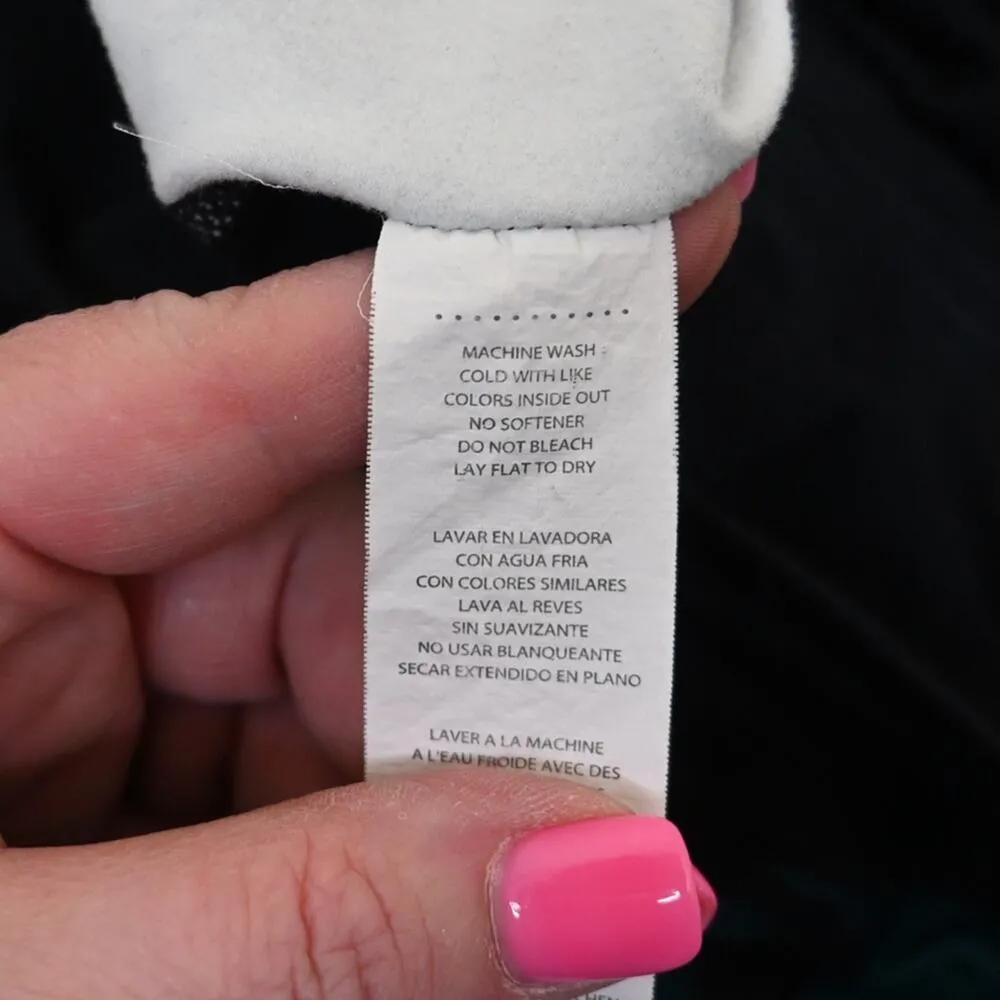 MACHINE WASH
COLD WITH LIKE
COLORS INSIDE OUT
NO SOFTENER
DO NOT BLEACH
LAY FLAT TO DRY
LAVAR EN LAVADORA
CON AGUA FRIA
CON COLORES SIMILARES
LAVA AL REVES
SIN SUAVIZANTE
NO USAR BLANQUEANTE
SECAR EXTENDIDO EN PLANO
LAVER A LA MACHINE
A L'EAU FROIDE AVEC DES